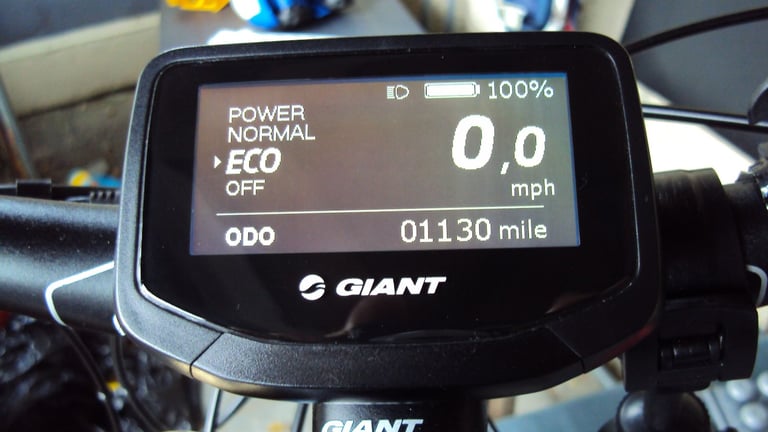 100%
POWER
NORMAL
ECO
OFF
0,0
mph
ODO 01130 mile
GIANT
GIANT